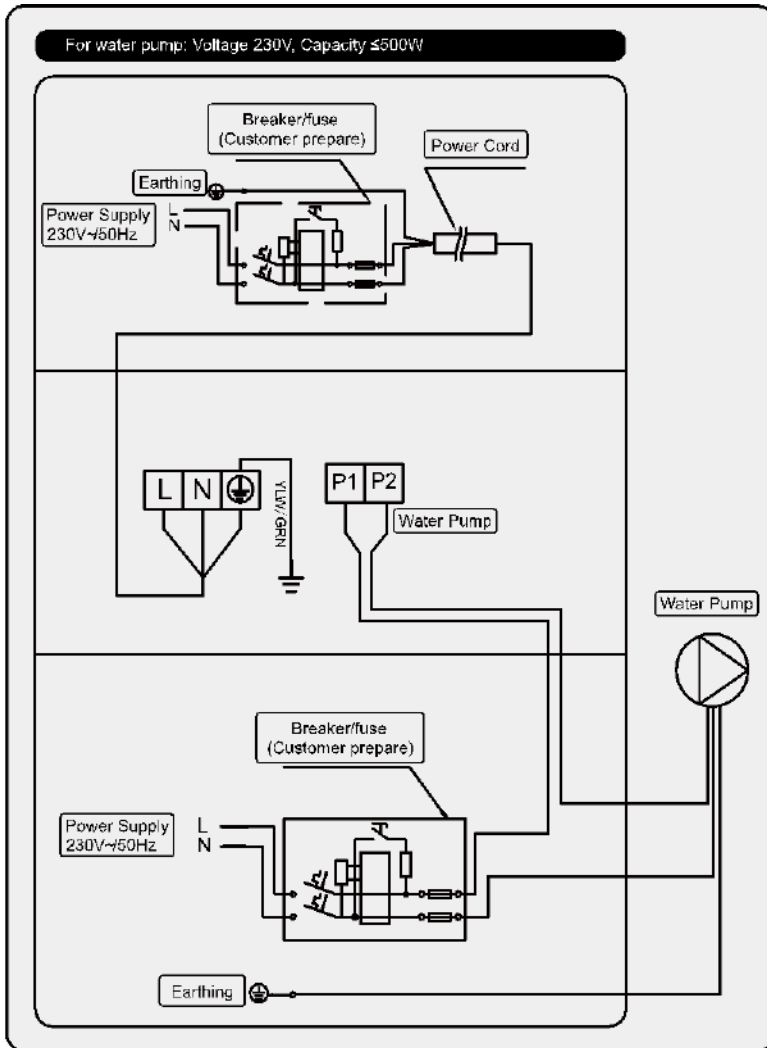 For water pump: Voltage 230V, Capacity ≤500W
Breaker/fuse
(Customer prepare)
Power Cord
Earthing
Power Supply
230V~/50Hz
L
N
L N
YLW/GRN
P1 P2
Water Pump
Water Pump
Breaker/fuse
(Customer prepare)
Power Supply
230V~/50Hz
L
N
Earthing